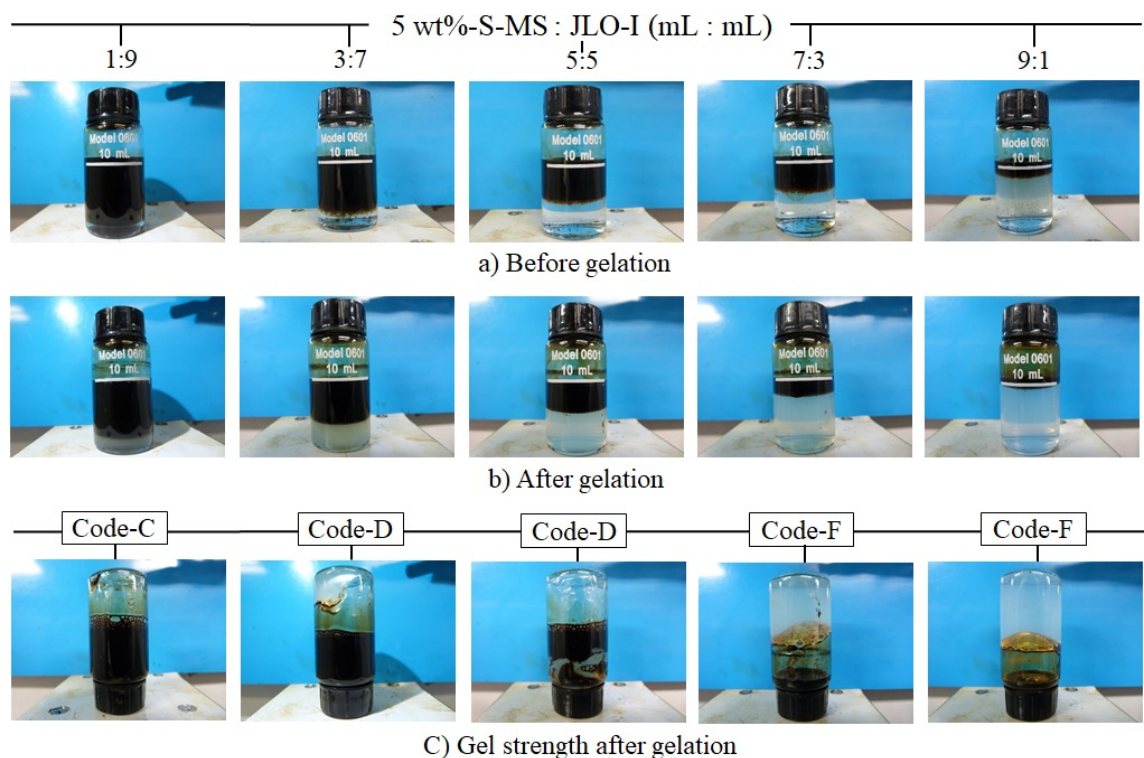 5 wt%-S-MS : JLO-I (mL : mL)
1:9 3:7 5:5 7:3 9:1
Model 0601 Model 0601 Model 0601 Model 0601 Model 0601
10 mL 10 mL 10 mL 10 mL 10 mL
a) Before gelation
Model 0601 Model 0601 Model 0601 Model 0601 Model 0601
10 mL 10 mL 10 mL 10 mL 10 mL
b) After gelation
Code-C Code-D Code-D Code-F Code-F
C) Gel strength after gelation